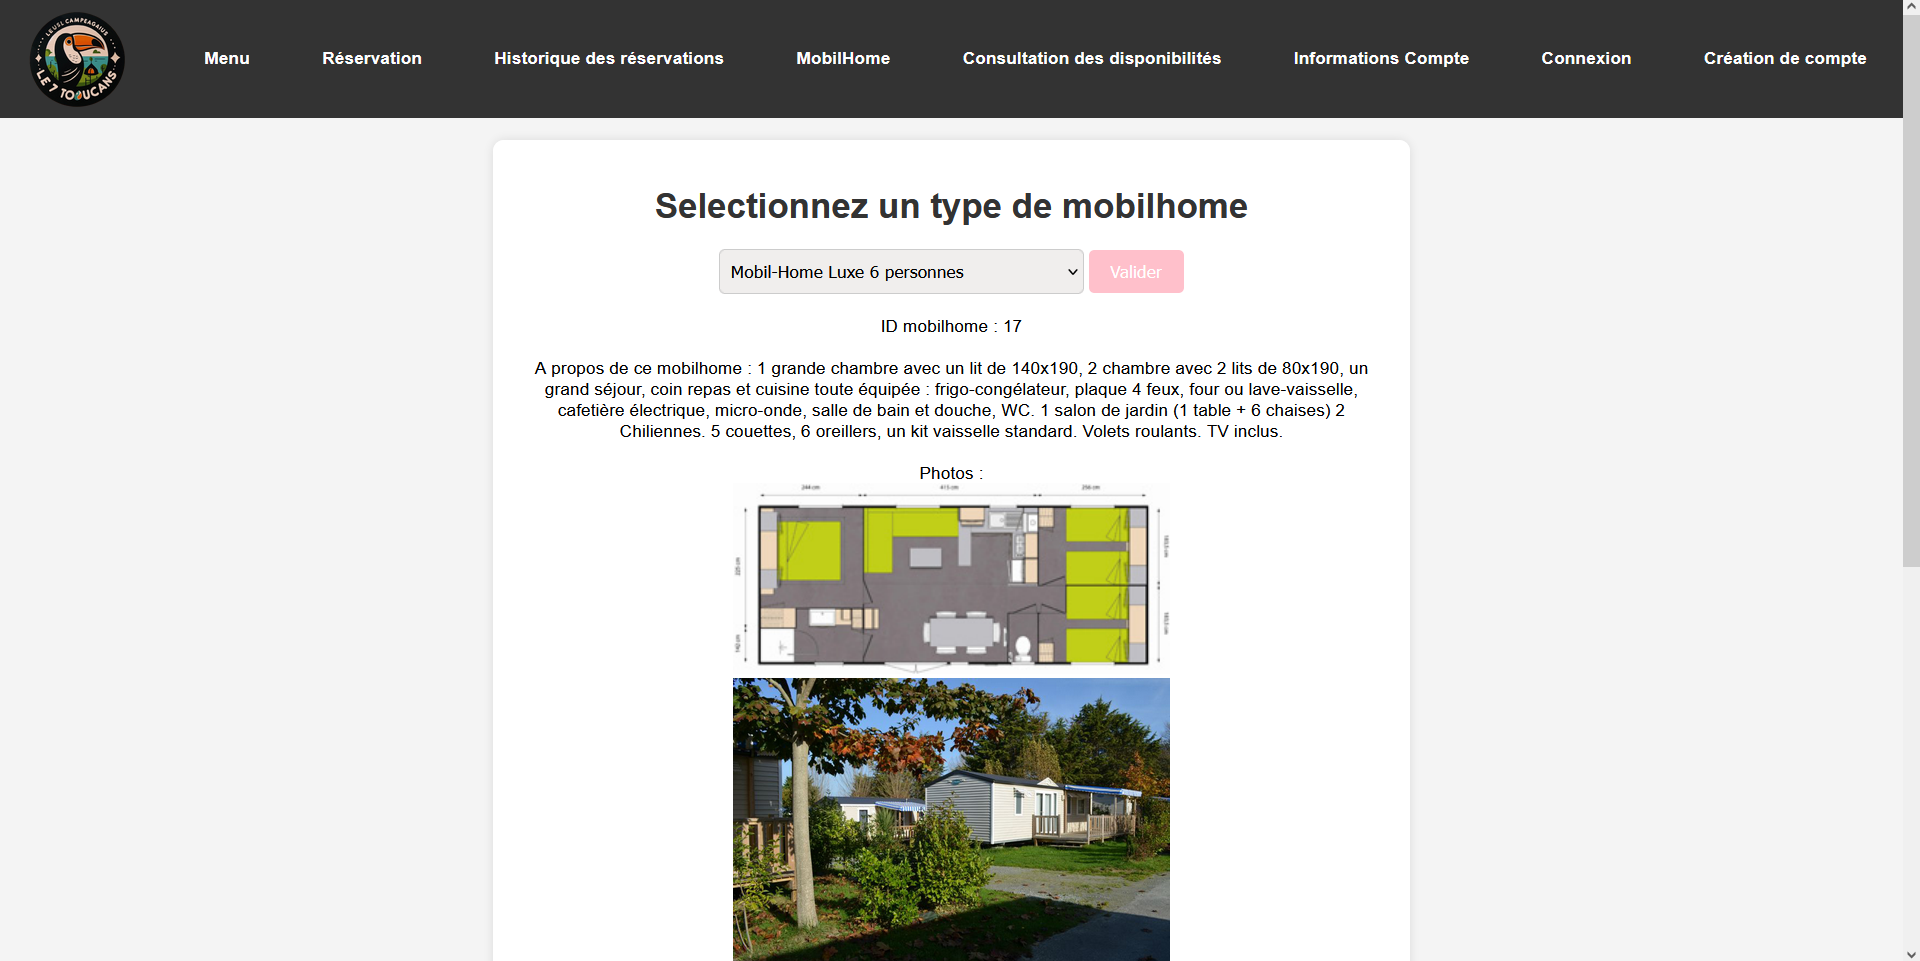 LE 7 TOOUCANS
Menu
Réservation
Historique des réservations
MobilHome
Consultation des disponibilités
Informations Compte
Connexion
Création de compte
Selectionnez un type de mobilhome
Mobil-Home Luxe 6 personnes
Valider
ID mobilhome : 17
A propos de ce mobilhome : 1 grande chambre avec un lit de 140x190, 2 chambre avec 2 lits de 80x190, un
grand séjour, coin repas et cuisine toute équipée : frigo-congélateur, plaque 4 feux, four ou lave-vaisselle,
cafetière électrique, micro-onde, salle de bain et douche, WC. 1 salon de jardin (1 table + 6 chaises) 2
Chiliennes. 5 couettes, 6 oreillers, un kit vaisselle standard. Volets roulants. TV inclus.
Photos :
244 cm